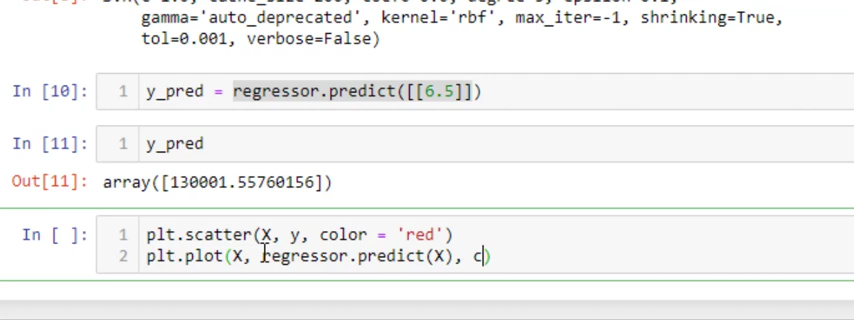 gamma='auto_deprecated', kernel='rbf', max_iter=-1, shrinking=True,
tol=0.001, verbose=False)
In [10]: 1 y_pred = regressor.predict([[6.5]])
In [11]: 1 y_pred
Out[11]: array([130001.55760156])
In [ ]: 1 plt.scatter(X, y, color = 'red')
2 plt.plot(X, regressor.predict(X), c)